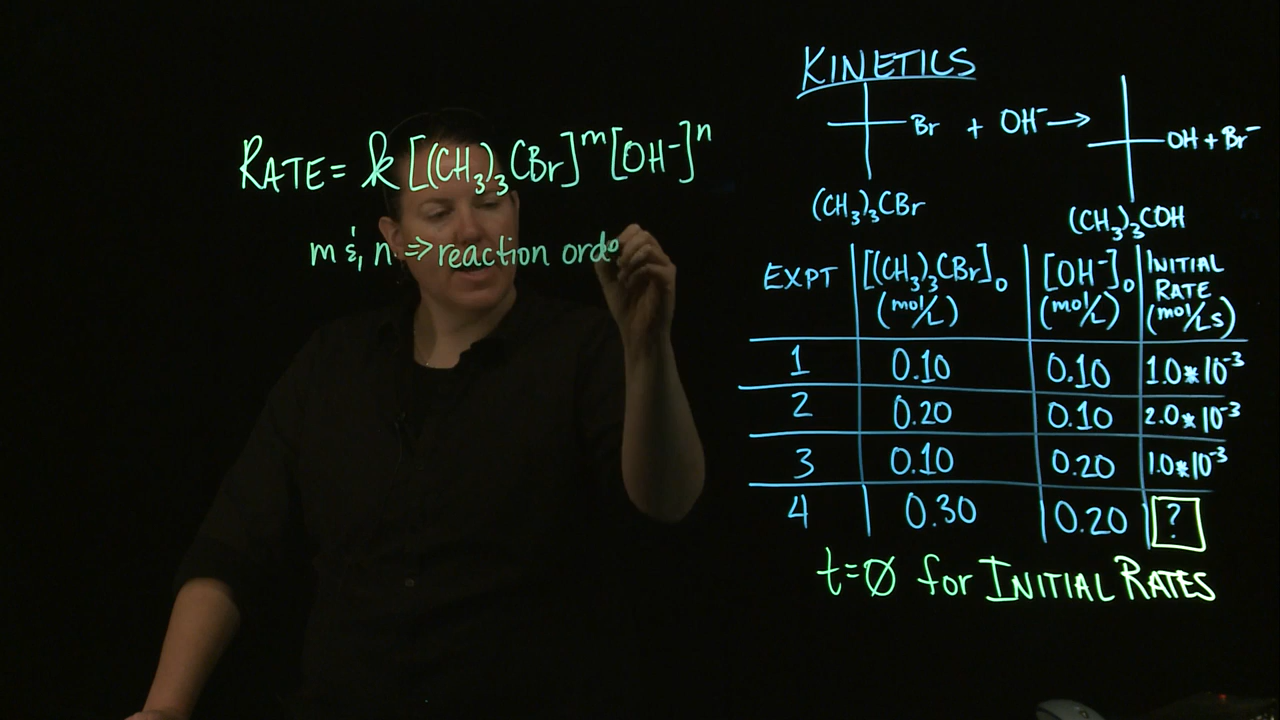 RATE = k[(CH₃)₃CBr]ᵐ[OH⁻]ⁿ
m & n ⇒ reaction orde
KINETICS
Br + OH⁻ → OH + Br⁻
(CH₃)₃CBr (CH₃)₃COH
EXPT [(CH₃)₃CBr]₀ (mol/L) [OH⁻]₀ (mol/L) INITIAL RATE (mol/Ls)
1 0.10 0.10 1.0*10⁻³
2 0.20 0.10 2.0*10⁻³
3 0.10 0.20 1.0*10⁻³
4 0.30 0.20 ?
t=0 for INITIAL RATES